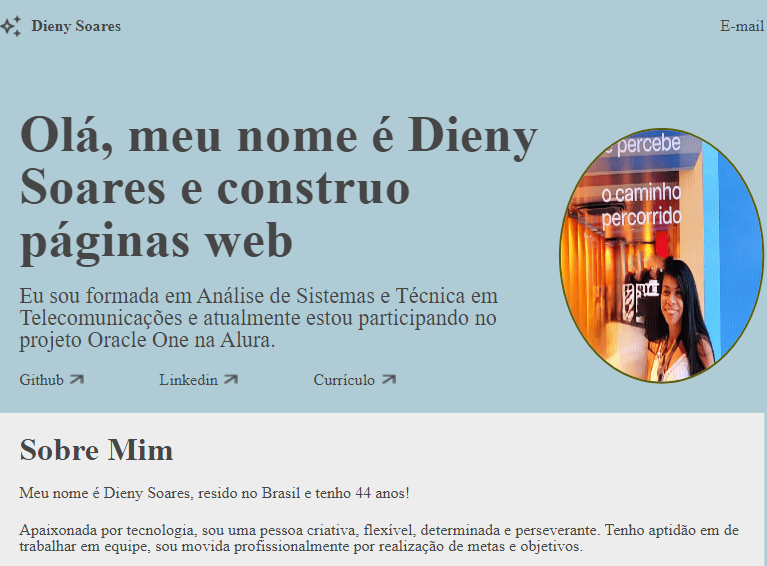 Dieny Soares
E-mail
Olá, meu nome é Dieny
Soares e construo
páginas web
percebe
o caminho
percorrido
Eu sou formada em Análise de Sistemas e Técnica em
Telecomunicações e atualmente estou participando no
projeto Oracle One na Alura.
Github
Linkedin
Currículo
Sobre Mim
Meu nome é Dieny Soares, resido no Brasil e tenho 44 anos!
Apaixonada por tecnologia, sou uma pessoa criativa, flexível, determinada e perseverante. Tenho aptidão em de
trabalhar em equipe, sou movida profissionalmente por realização de metas e objetivos.